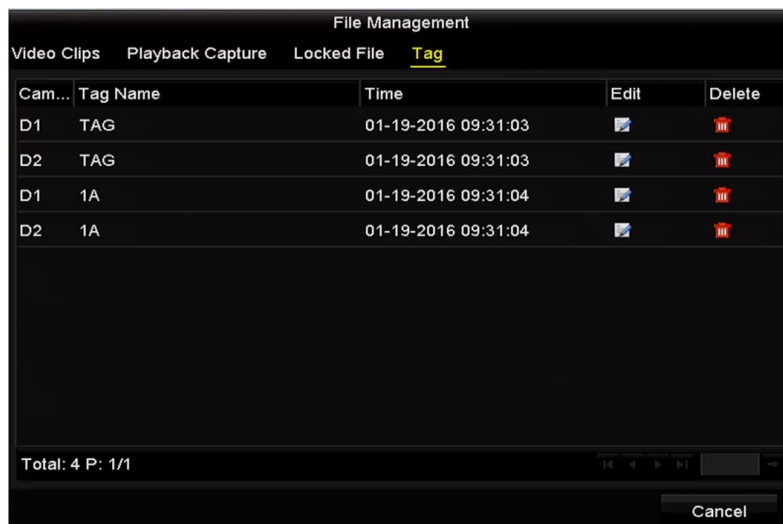 File Management
Video Clips Playback Capture Locked File Tag
Cam... Tag Name Time Edit Delete
D1 TAG 01-19-2016 09:31:03
D2 TAG 01-19-2016 09:31:03
D1 1A 01-19-2016 09:31:04
D2 1A 01-19-2016 09:31:04
Total: 4 P: 1/1
Cancel